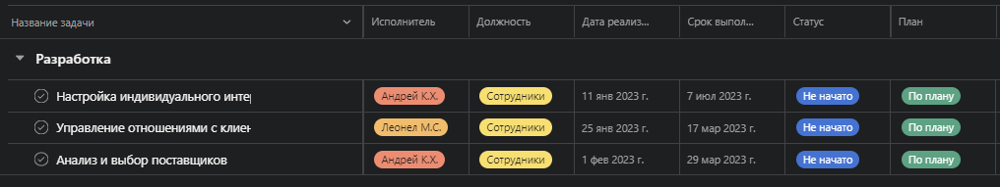 Название задачи Исполнитель Должность Дата реализ... Срок выпол... Статус План
Разработка
Настройка индивидуального интер Андрей К.Х. Сотрудники 11 янв 2023 г. 7 июл 2023 г. Не начато По плану
Управление отношениями с клиен Леонел М.С. Сотрудники 25 янв 2023 г. 17 мар 2023 г. Не начато По плану
Анализ и выбор поставщиков Андрей К.Х. Сотрудники 1 фев 2023 г. 29 мар 2023 г. Не начато По плану